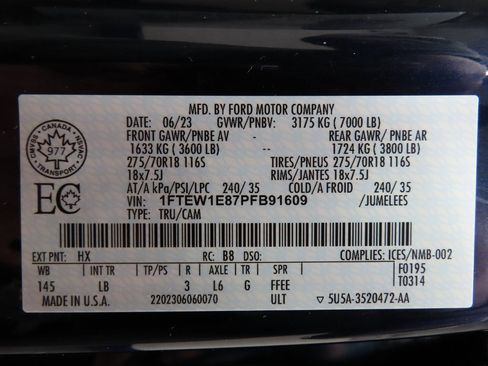 MFD. BY FORD MOTOR COMPANY
DATE: 06/23 GVWR/PNBV: 3175 KG ( 7000 LB)
FRONT GAWR/PNBE AV - REAR GAWR/ PNBE AR
1633 KG ( 3600 LB) 1724 KG ( 3800 LB)
275/70R18 116S TIRES/PNEUS 275/70R18 116S
18x7.5J RIMS/JANTES 18x7.5J
AT/A kPa/PSI/LPC 240/ 35 COLD/A FROID 240/ 35
VIN: 1FTEW1E87PFB91609 /JUMELEES
TYPE: TRU/CAM
CANADA
977
TRANSPORT
NSVAC
SNVAC
EC
EXT PNT: HX RC: B8 DSO: COMPLIES: ICES/NMB-002
WB INT TR TP/PS R AXLE TR SPR F0195
145 LB 3 L6 G FFEE T0314
MADE IN U.S.A. 2202306060070 ULT 5U5A-3520472-AA